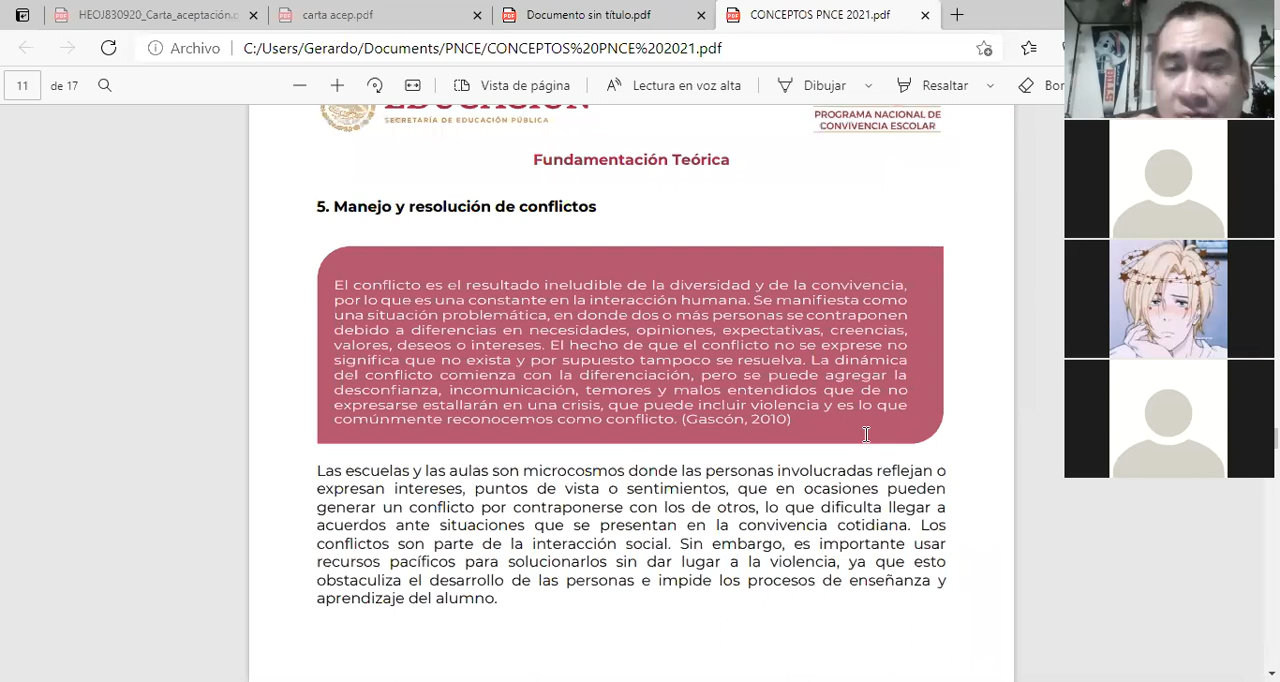 HEOJ830920_Carta_aceptación.p
carta acep.pdf
Documento sin título.pdf
CONCEPTOS PNCE 2021.pdf
Archivo
C:/Users/Gerardo/Documents/PNCE/CONCEPTOS%20PNCE%202021.pdf
11 de 17
Vista de página
Lectura en voz alta
Dibujar
Resaltar
Bor
EDUCACIÓN
SECRETARÍA DE EDUCACIÓN PÚBLICA
PROGRAMA NACIONAL DE
CONVIVENCIA ESCOLAR
Fundamentación Teórica
5. Manejo y resolución de conflictos
El conflicto es el resultado ineludible de la diversidad y de la convivencia,
por lo que es una constante en la interacción humana. Se manifiesta como
una situación problemática, en donde dos o más personas se contraponen
debido a diferencias en necesidades, opiniones, expectativas, creencias,
valores, deseos o intereses. El hecho de que el conflicto no se exprese no
significa que no exista y por supuesto tampoco se resuelva. La dinámica
del conflicto comienza con la diferenciación, pero se puede agregar la
desconfianza, incomunicación, temores y malos entendidos que de no
expresarse estallarán en una crisis, que puede incluir violencia y es lo que
comúnmente reconocemos como conflicto. (Gascón, 2010)
Las escuelas y las aulas son microcosmos donde las personas involucradas reflejan o
expresan intereses, puntos de vista o sentimientos, que en ocasiones pueden
generar un conflicto por contraponerse con los de otros, lo que dificulta llegar a
acuerdos ante situaciones que se presentan en la convivencia cotidiana. Los
conflictos son parte de la interacción social. Sin embargo, es importante usar
recursos pacíficos para solucionarlos sin dar lugar a la violencia, ya que esto
obstaculiza el desarrollo de las personas e impide los procesos de enseñanza y
aprendizaje del alumno.
BILLS